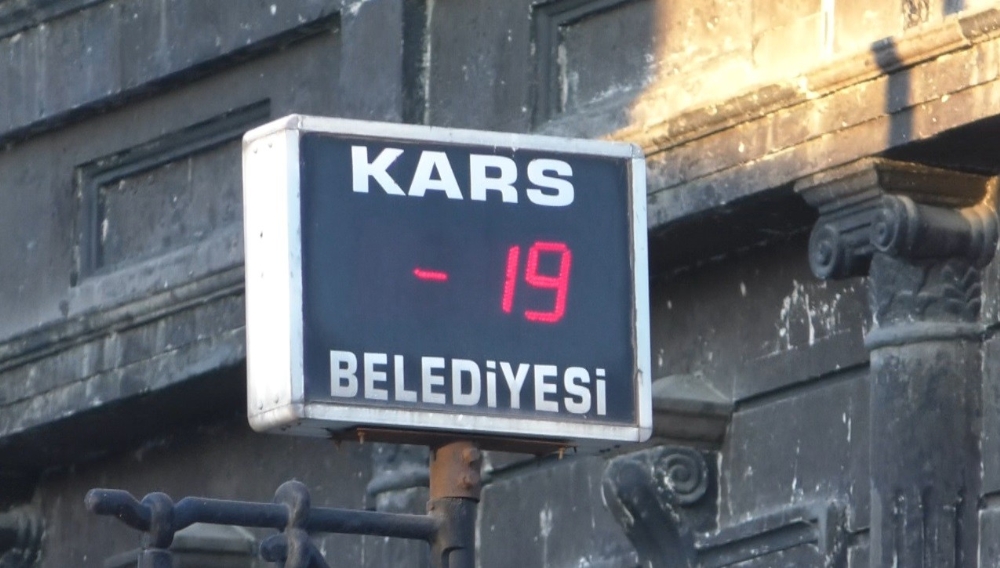 KARS
- 19
BELEDiYESi